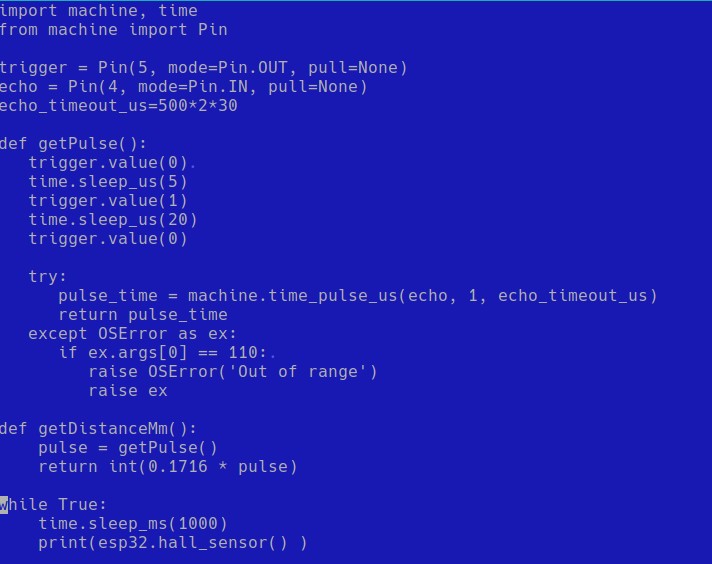 import machine, time
from machine import Pin

trigger = Pin(5, mode=Pin.OUT, pull=None)
echo = Pin(4, mode=Pin.IN, pull=None)
echo_timeout_us=500*2*30

def getPulse():
   trigger.value(0).
   time.sleep_us(5)
   trigger.value(1)
   time.sleep_us(20)
   trigger.value(0)

   try:
      pulse_time = machine.time_pulse_us(echo, 1, echo_timeout_us)
      return pulse_time
   except OSError as ex:
      if ex.args[0] == 110:.
         raise OSError('Out of range')
         raise ex

def getDistanceMm():
    pulse = getPulse()
    return int(0.1716 * pulse)

while True:
    time.sleep_ms(1000)
    print(esp32.hall_sensor() )